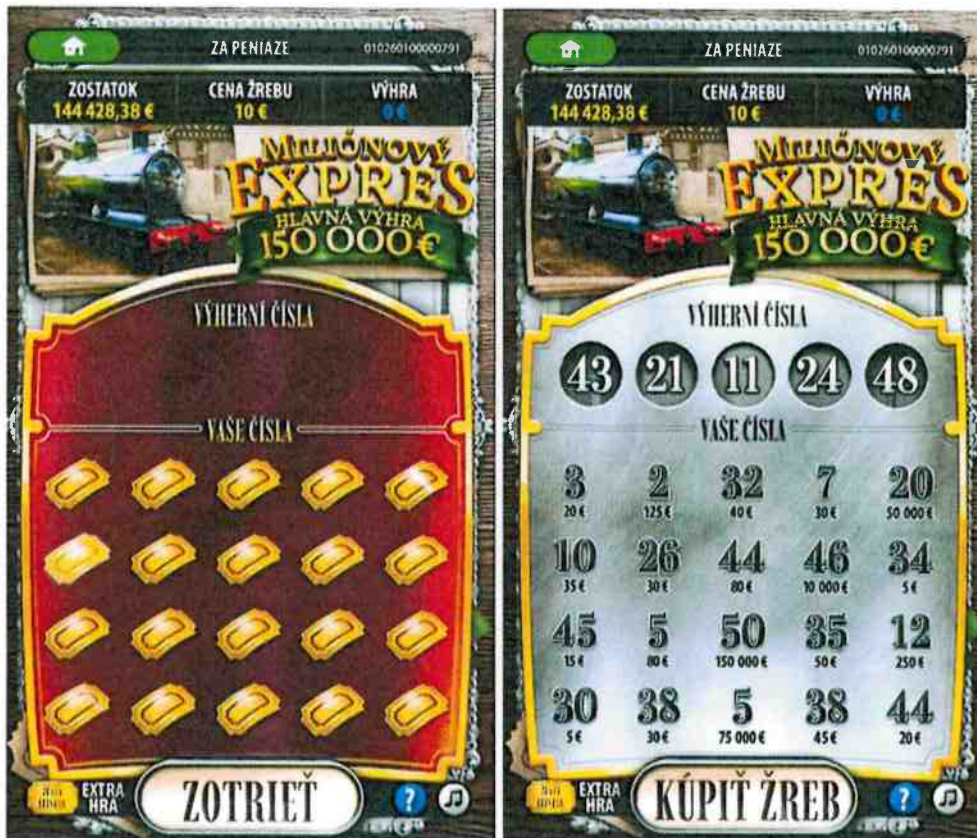 ZA PENIAZE 010260100000791
ZOSTATOK CENA ŽREBU VÝHRA
144 428,38 € 10 € 0 €
MILIÓNOVÝ
EXPRES
HLAVNÁ VÝHRA
150 000 €
VÝHERNÍ ČÍSLA
VAŠE ČÍSLA
EXTRA
HRA
ZOTRIEŤ
?
ZA PENIAZE 010260100000791
ZOSTATOK CENA ŽREBU VÝHRA
144 428,38 € 10 € 0 €
MILIÓNOVÝ
EXPRES
HLAVNÁ VÝHRA
150 000 €
VÝHERNÍ ČÍSLA
43 21 11 24 48
VAŠE ČÍSLA
3 2 32 7 20
20 € 125 € 40 € 30 € 50 000 €
10 26 44 46 34
35 € 30 € 80 € 10 000 € 5 €
45 5 50 35 12
15 € 80 € 150 000 € 50 € 250 €
30 38 5 38 44
5 € 30 € 75 000 € 45 € 20 €
EXTRA
HRA
KÚPIŤ ŽREB
?